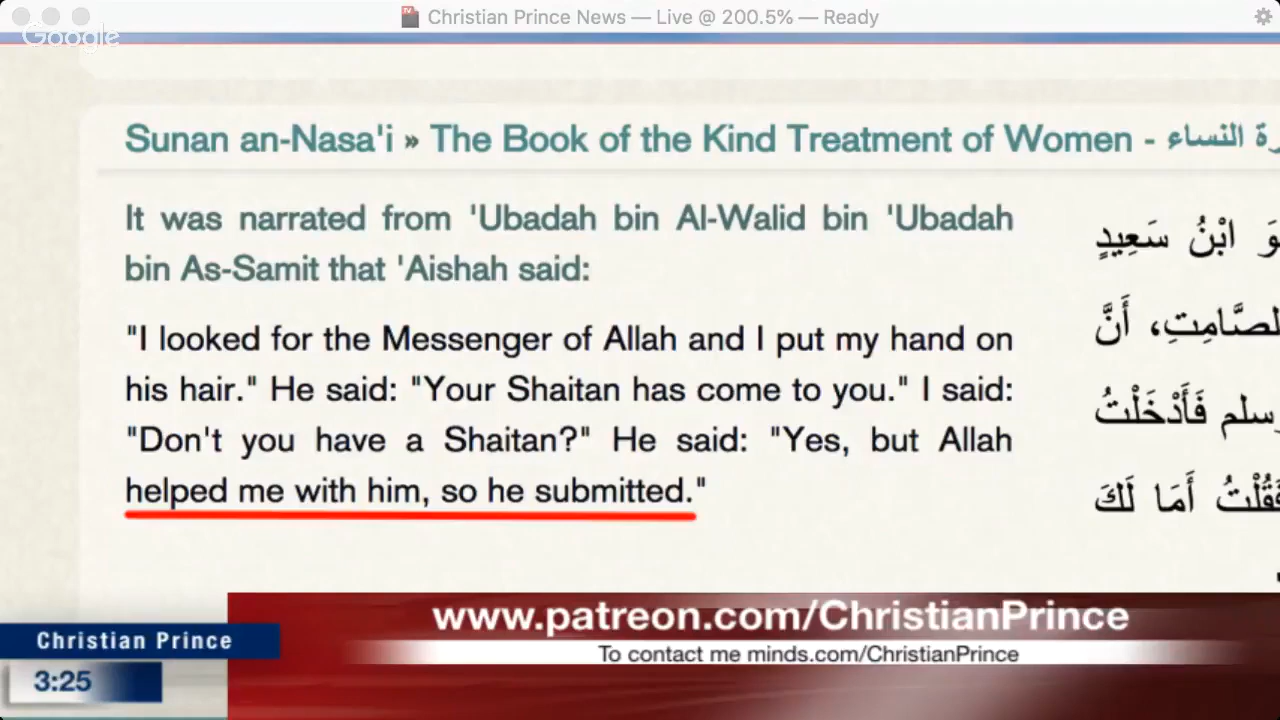 Christian Prince News — Live @ 200.5% — Ready
Google
Sunan an-Nasa'i » The Book of the Kind Treatment of Women - رة النساء
It was narrated from 'Ubadah bin Al-Walid bin 'Ubadah
bin As-Samit that 'Aishah said:
"I looked for the Messenger of Allah and I put my hand on
his hair." He said: "Your Shaitan has come to you." I said:
"Don't you have a Shaitan?" He said: "Yes, but Allah
helped me with him, so he submitted."
وَ ابْنُ سَعِيدٍ
لصَّامِتِ، أَنَّ
سلم فَأَدْخَلْتُ
فَقُلْتُ أَمَا لَكَ
www.patreon.com/ChristianPrince
To contact me minds.com/ChristianPrince
Christian Prince
3:25